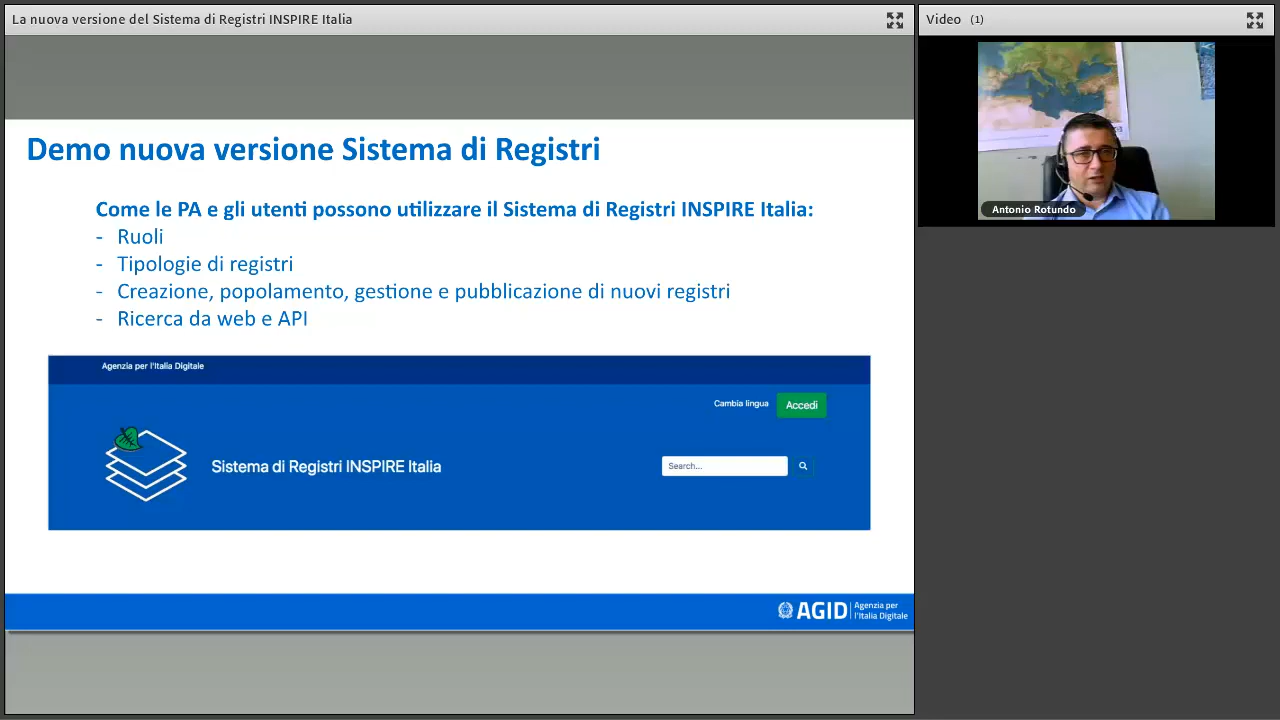 La nuova versione del Sistema di Registri INSPIRE Italia
Video (1)
Antonio Rotundo
Demo nuova versione Sistema di Registri
Come le PA e gli utenti possono utilizzare il Sistema di Registri INSPIRE Italia:
- Ruoli
- Tipologie di registri
- Creazione, popolamento, gestione e pubblicazione di nuovi registri
- Ricerca da web e API
Agenzia per l'Italia Digitale
Cambia lingua Accedi
Sistema di Registri INSPIRE Italia
Search...
AGID Agenzia per
l'Italia Digitale